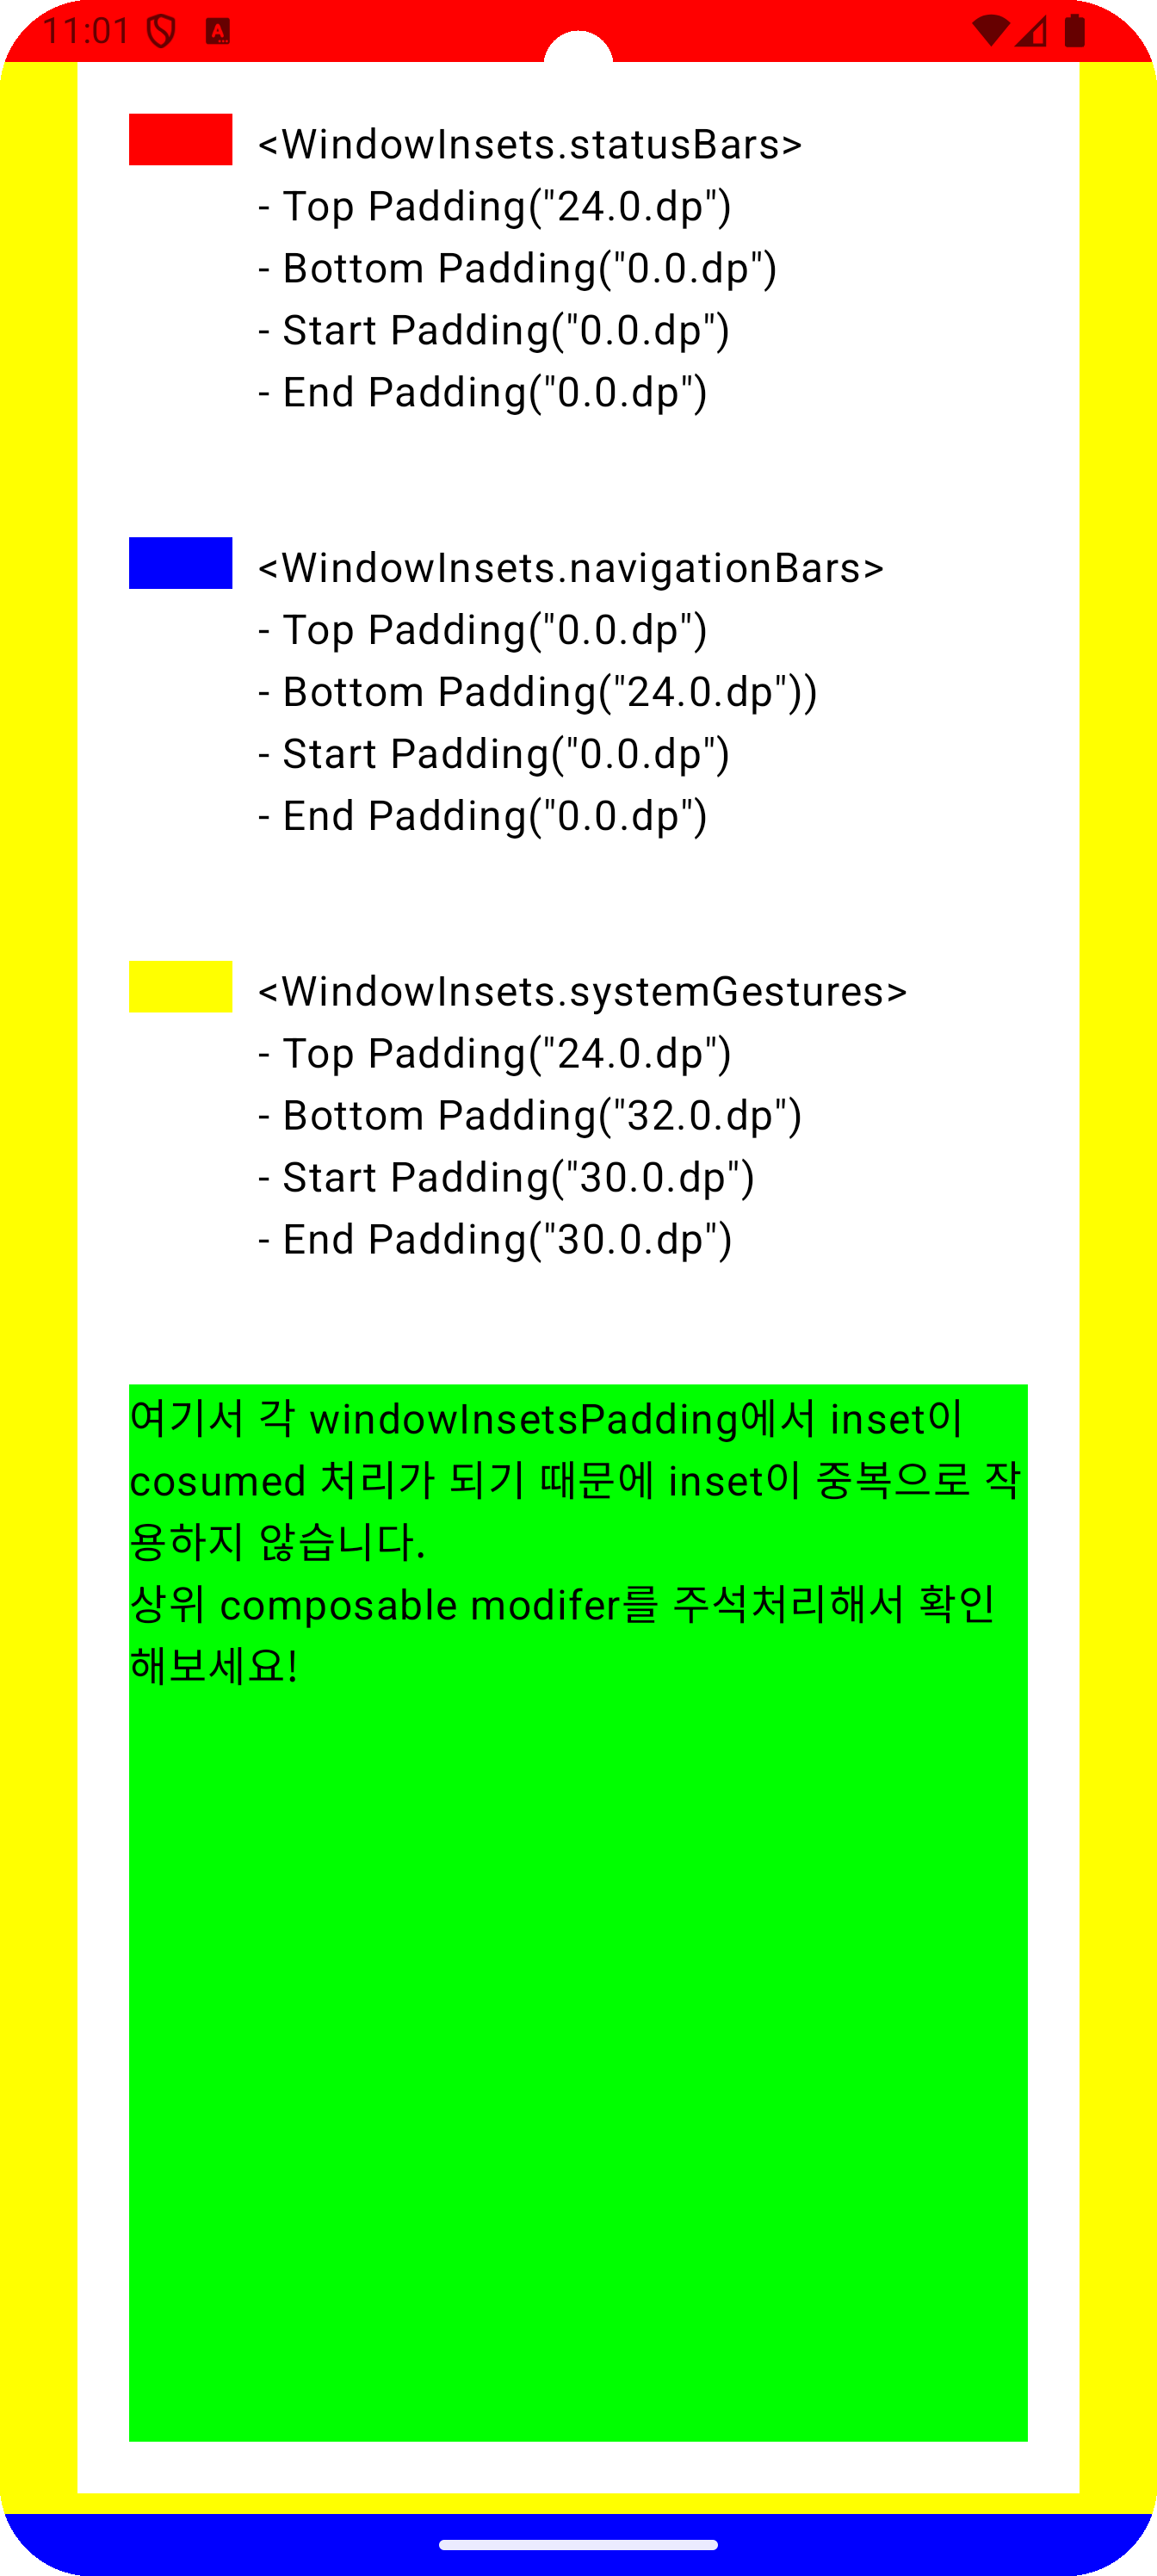 11:01
A
<WindowInsets.statusBars>
- Top Padding("24.0.dp")
- Bottom Padding("0.0.dp")
- Start Padding("0.0.dp")
- End Padding("0.0.dp")
<WindowInsets.navigationBars>
- Top Padding("0.0.dp")
- Bottom Padding("24.0.dp"))
- Start Padding("0.0.dp")
- End Padding("0.0.dp")
<WindowInsets.systemGestures>
- Top Padding("24.0.dp")
- Bottom Padding("32.0.dp")
- Start Padding("30.0.dp")
- End Padding("30.0.dp")
여기서 각 windowInsetsPadding에서 inset이
cosumed 처리가 되기 때문에 inset이 중복으로 작
용하지 않습니다.
상위 composable modifer를 주석처리해서 확인
해보세요!